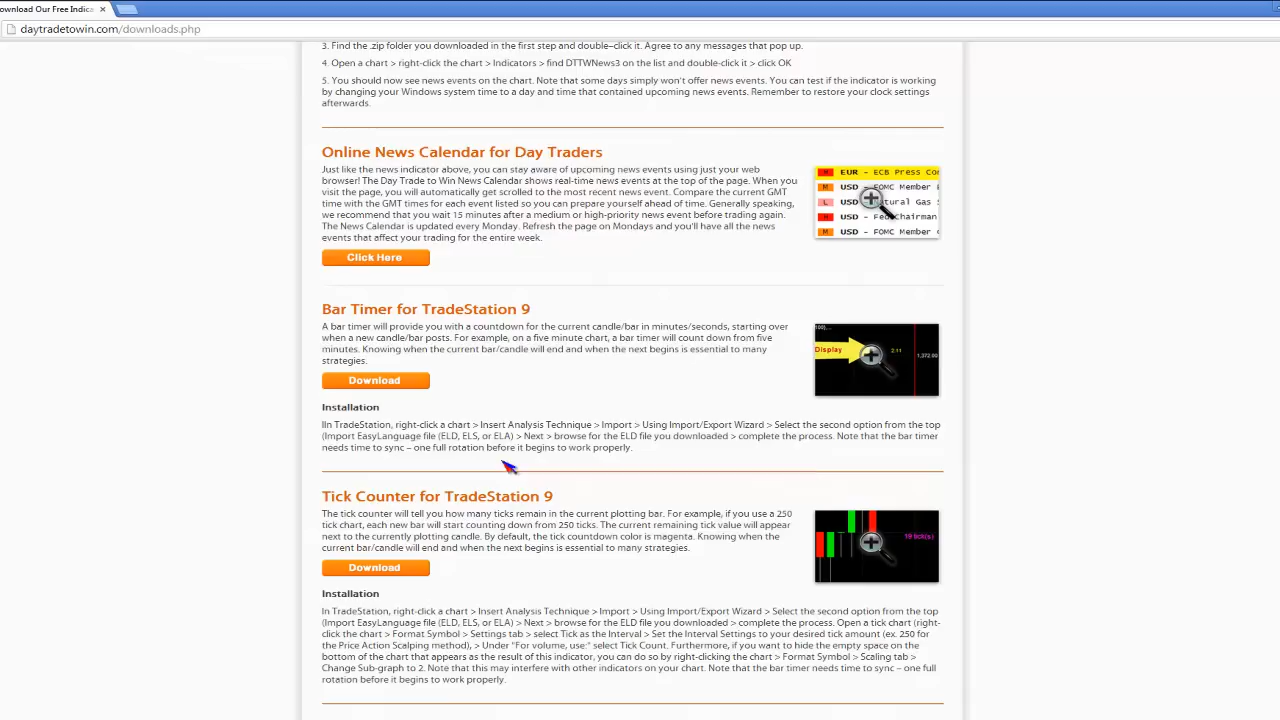 ownload Our Free Indica
daytradetowin.com/downloads.php
3. Find the .zip folder you downloaded in the first step and double–click it. Agree to any messages that pop up.
4. Open a chart > right-click the chart > Indicators > find DTTWNews3 on the list and double-click it > click OK
5. You should now see news events on the chart. Note that some days simply won't offer news events. You can test if the indicator is working
by changing your Windows system time to a day and time that contained upcoming news events. Remember to restore your clock settings
afterwards.
Online News Calendar for Day Traders
Just like the news indicator above, you can stay aware of upcoming news events using just your web
browser! The Day Trade to Win News Calendar shows real-time news events at the top of the page. When you
visit the page, you will automatically get scrolled to the most recent news event. Compare the current GMT
time with the GMT times for each event listed so you can prepare yourself ahead of time. Generally speaking,
we recommend that you wait 15 minutes after a medium or high-priority news event before trading again.
The News Calendar is updated every Monday. Refresh the page on Mondays and you'll have all the news
events that affect your trading for the entire week.
H EUR – ECB Press Con
M USD – FOMC Member
L USD – Natural Gas S
H USD – Fed Chairman
M USD – FOMC Member
Click Here
Bar Timer for TradeStation 9
A bar timer will provide you with a countdown for the current candle/bar in minutes/seconds, starting over
when a new candle/bar posts. For example, on a five minute chart, a bar timer will count down from five
minutes. Knowing when the current bar/candle will end and when the next begins is essential to many
strategies.
Display
2:11
1,372.00
Download
Installation
IIn TradeStation, right-click a chart > Insert Analysis Technique > Import > Using Import/Export Wizard > Select the second option from the top
(Import EasyLanguage file (ELD, ELS, or ELA) > Next > browse for the ELD file you downloaded > complete the process. Note that the bar timer
needs time to sync – one full rotation before it begins to work properly.
Tick Counter for TradeStation 9
The tick counter will tell you how many ticks remain in the current plotting bar. For example, if you use a 250
tick chart, each new bar will start counting down from 250 ticks. The current remaining tick value will appear
next to the currently plotting candle. By default, the tick countdown color is magenta. Knowing when the
current bar/candle will end and when the next begins is essential to many strategies.
19 tick(s)
Download
Installation
In TradeStation, right-click a chart > Insert Analysis Technique > Import > Using Import/Export Wizard > Select the second option from the top
(Import EasyLanguage file (ELD, ELS, or ELA) > Next > browse for the ELD file you downloaded > complete the process. Open a tick chart (right-
click the chart > Format Symbol > Settings tab > select Tick as the Interval > Set the Interval Settings to your desired tick amount (ex. 250 for
the Price Action Scalping method), > Under "For volume, use:" select Tick Count. Furthermore, if you want to hide the empty space on the
bottom of the chart that appears as the result of this indicator, you can do so by right-clicking the chart > Format Symbol > Scaling tab >
Change Sub-graph to 2. Note that this may interfere with other indicators on your chart. Note that the bar timer needs time to sync – one full
rotation before it begins to work properly.